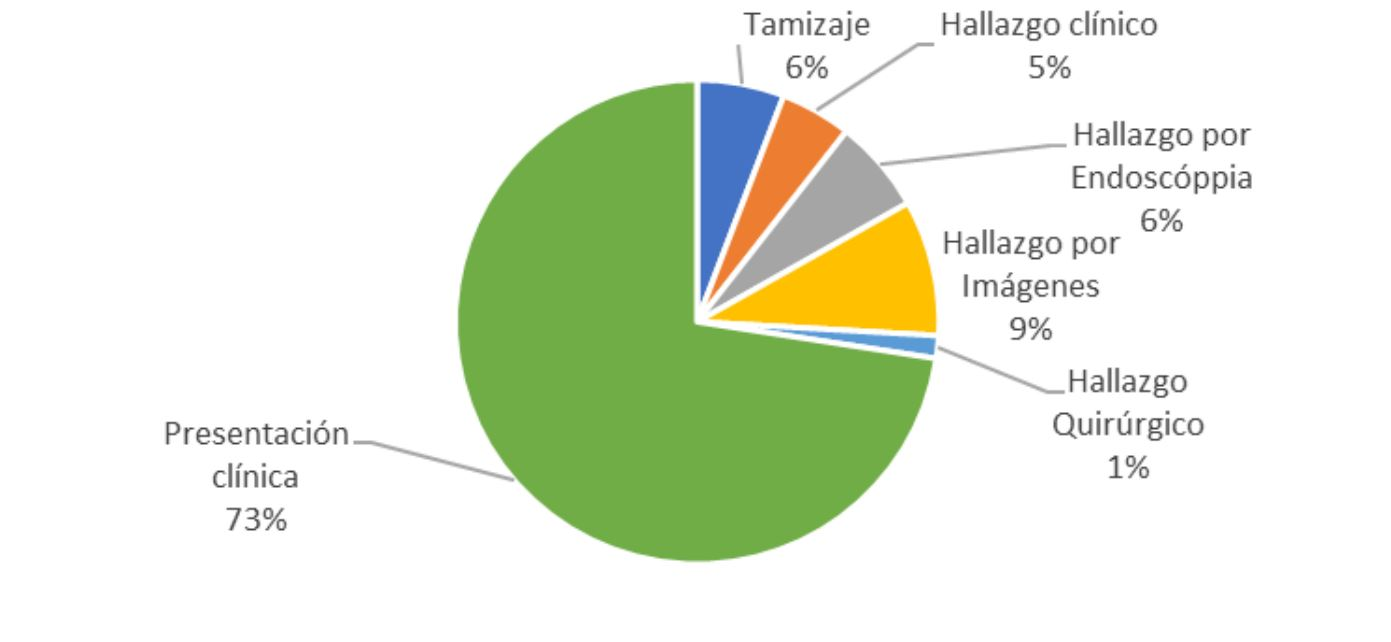 Tamizaje
6%
Hallazgo clínico
5%
Hallazgo por
Endoscóppia
6%
Hallazgo por
Imágenes
9%
Hallazgo
Quirúrgico
1%
Presentación
clínica
73%